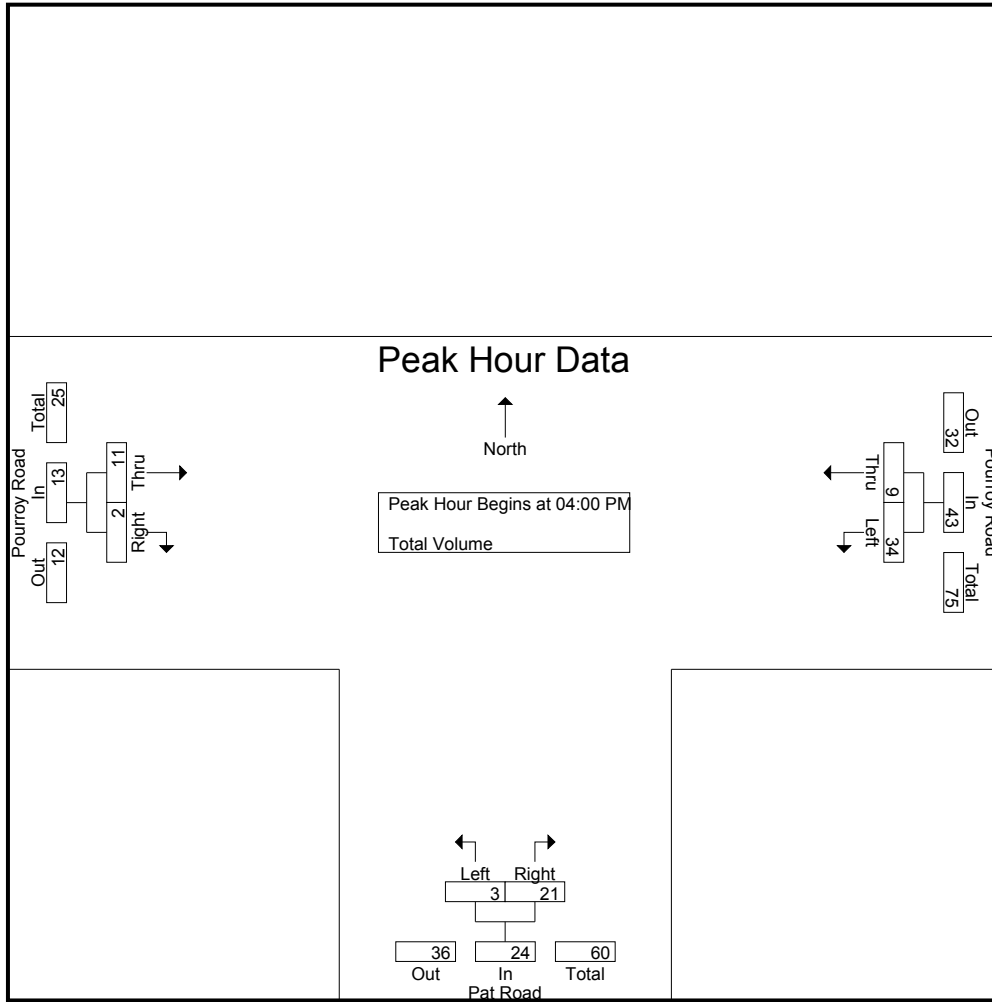 Peak Hour Data
North
Peak Hour Begins at 04:00 PM
Total Volume
Pourroy Road
Out In Total
12 13 25
Right Thru
2 11
Pourroy Road
Out In Total
32 43 75
Thru Left
9 34
Left Right
3 21
36 24 60
Out In Total
Pat Road